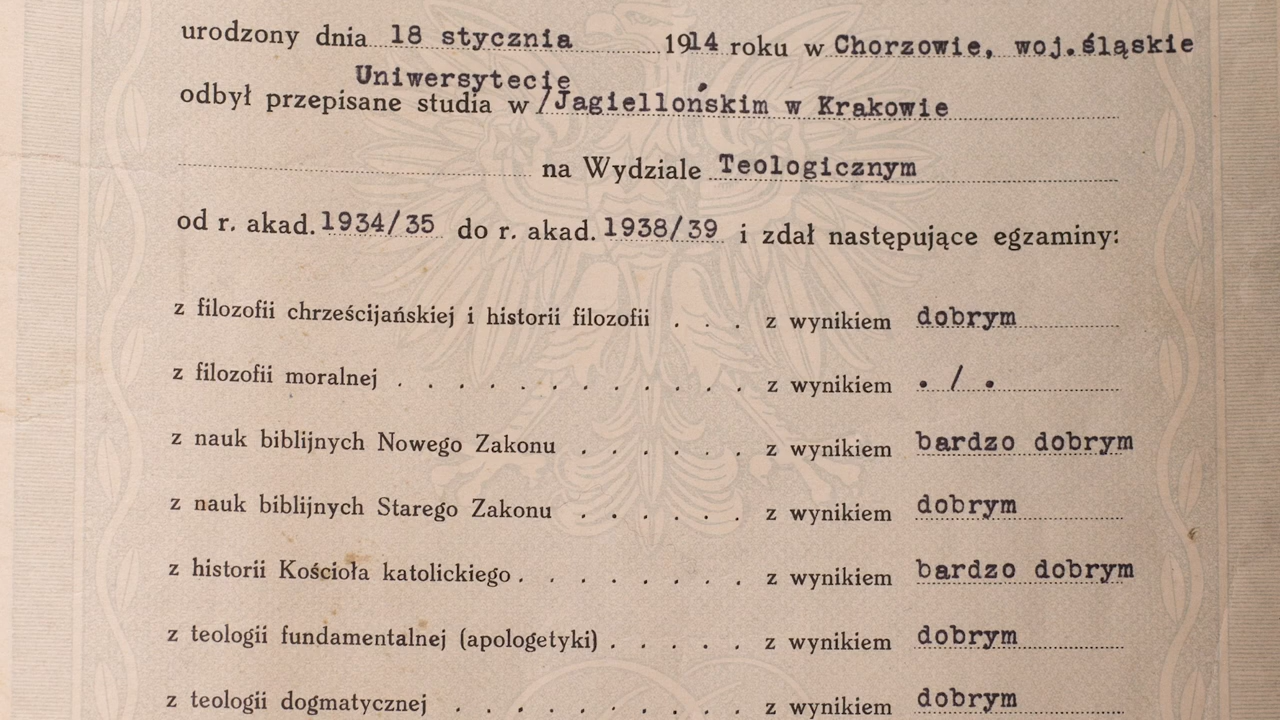 urodzony dnia 18 stycznia 1914 roku w Chorzowie, woj.śląskie
Uniwersytecie
odbył przepisane studia w /Jagiellońskim w Krakowie
na Wydziale Teologicznym
od r. akad. 1934/35 do r. akad. 1938/39 i zdał następujące egzaminy:
z filozofii chrześcijańskiej i historii filozofii . . . z wynikiem dobrym
z filozofii moralnej . . . . . . . . . . . . z wynikiem . / .
z nauk biblijnych Nowego Zakonu . . . . . . z wynikiem bardzo dobrym
z nauk biblijnych Starego Zakonu . . . . . . z wynikiem dobrym
z historii Kościoła katolickiego . . . . . . . . z wynikiem bardzo dobrym
z teologii fundamentalnej (apologetyki) . . . . . z wynikiem dobrym
z teologii dogmatycznej . . . . . . . . . . z wynikiem dobrym